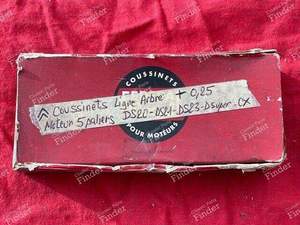 COUSSINETS
Coussinets Ligne Arbre + 0,25
Moteur 5 paliers DS20-DS21-DS23-Dsuper-CX
POUR MOTEURS